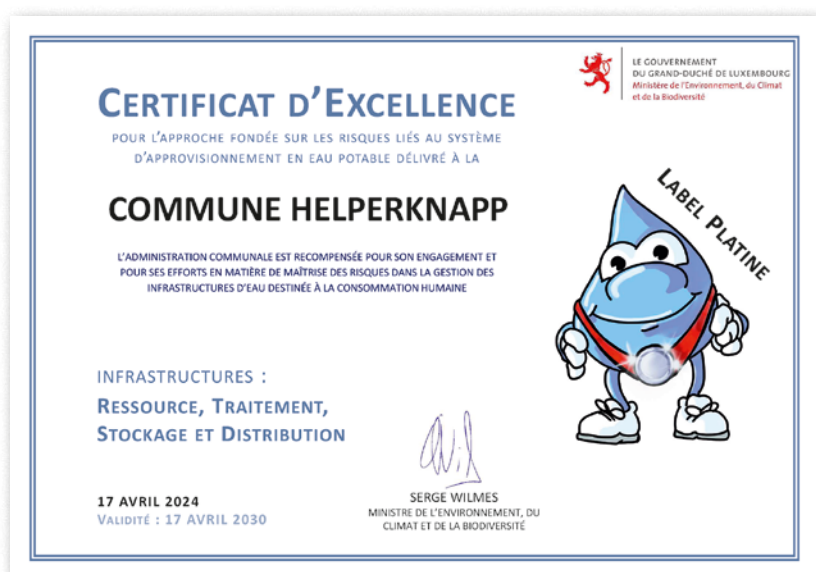 LE GOUVERNEMENT
DU GRAND-DUCHÉ DE LUXEMBOURG
Ministère de l'Environnement, du Climat
et de la Biodiversité
CERTIFICAT D'EXCELLENCE
POUR L'APPROCHE FONDÉE SUR LES RISQUES LIÉS AU SYSTÈME
D'APPROVISIONNEMENT EN EAU POTABLE DÉLIVRÉ À LA
COMMUNE HELPERKNAPP
LABEL PLATINE
L'ADMINISTRATION COMMUNALE EST RECOMPENSÉE POUR SON ENGAGEMENT ET
POUR SES EFFORTS EN MATIÈRE DE MAÎTRISE DES RISQUES DANS LA GESTION DES
INFRASTRUCTURES D'EAU DESTINÉE À LA CONSOMMATION HUMAINE
INFRASTRUCTURES :
RESSOURCE, TRAITEMENT,
STOCKAGE ET DISTRIBUTION
17 AVRIL 2024
VALIDITÉ : 17 AVRIL 2030
SERGE WILMES
MINISTRE DE L'ENVIRONNEMENT, DU
CLIMAT ET DE LA BIODIVERSITÉ